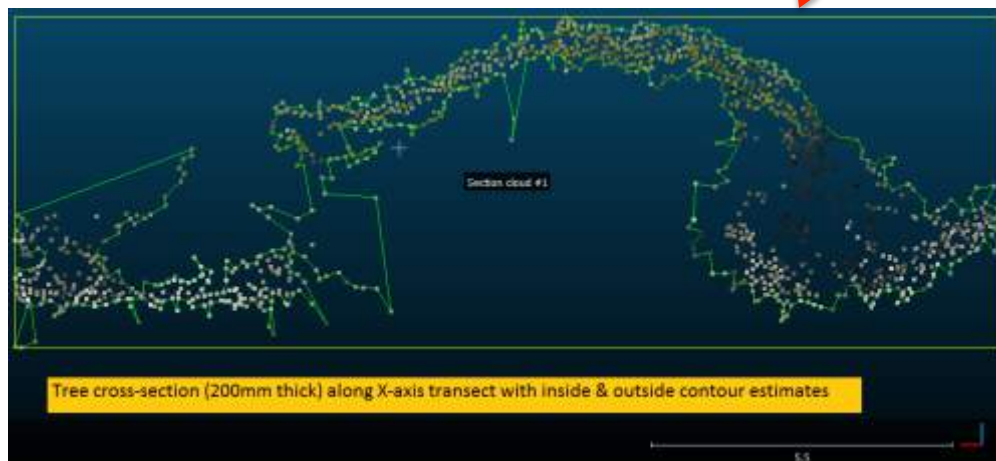 Section cloud #1
Tree cross-section (200mm thick) along X-axis transect with inside & outside contour estimates
5.5